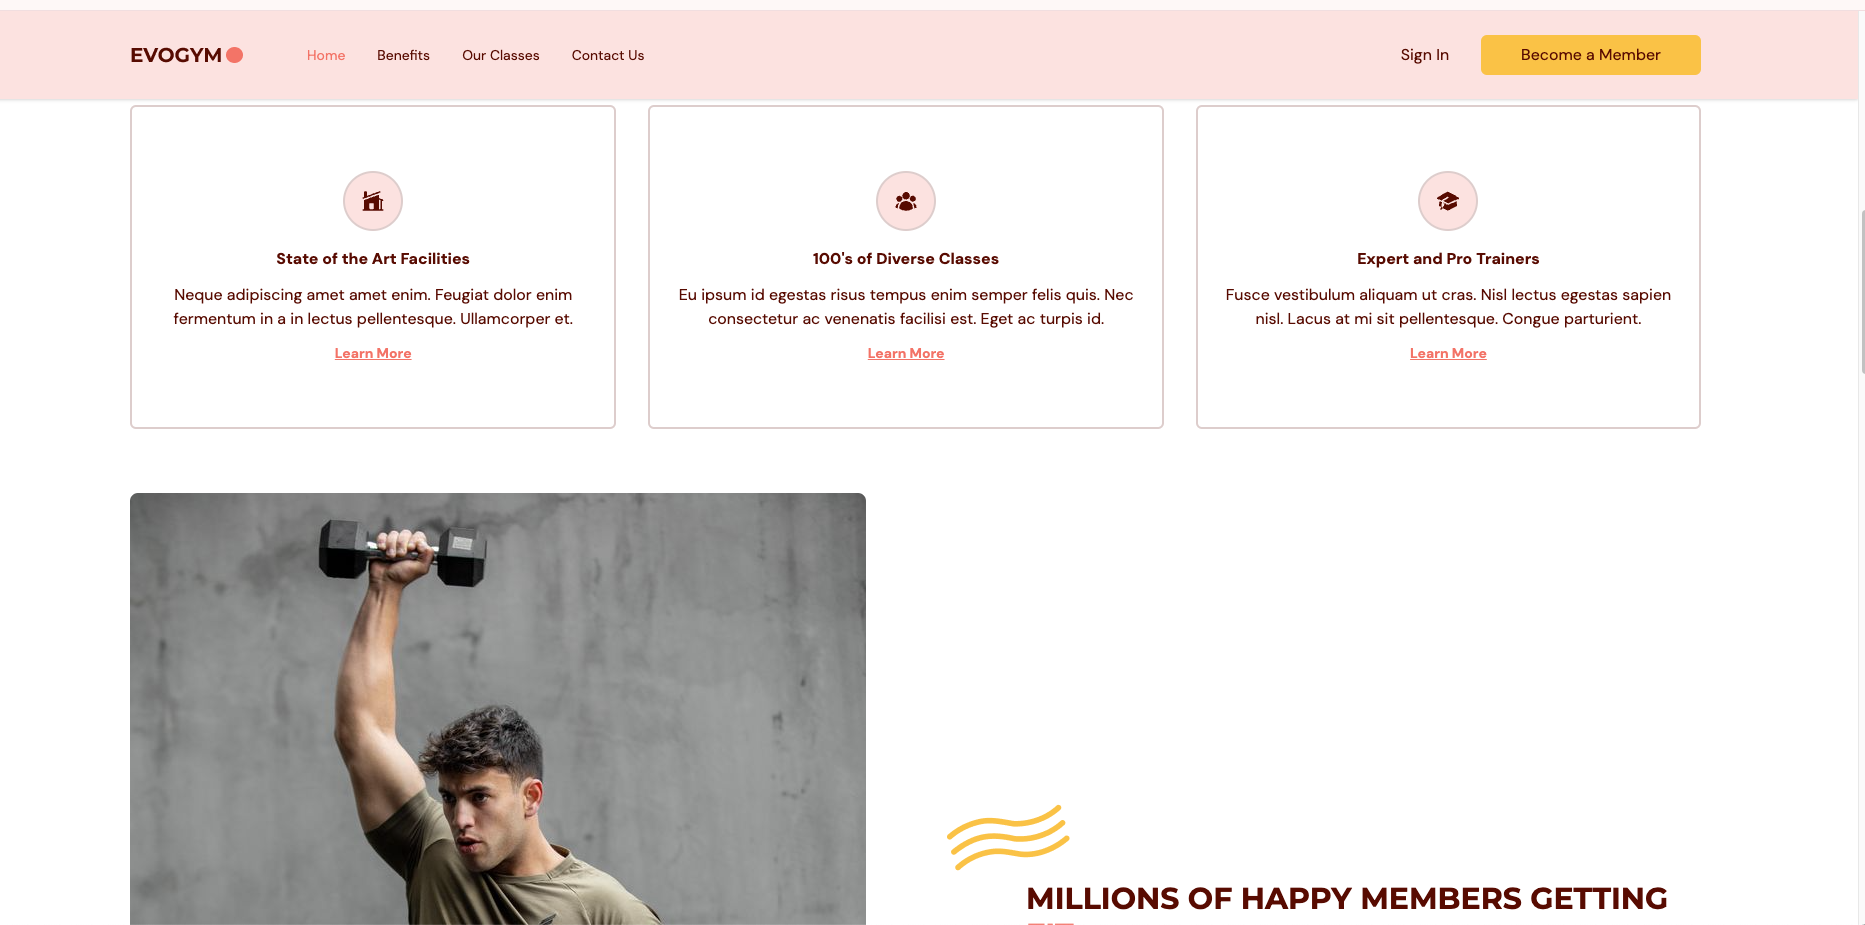 EVOGYM
Home
Benefits
Our Classes
Contact Us
Sign In
Become a Member
State of the Art Facilities
Neque adipiscing amet amet enim. Feugiat dolor enim
fermentum in a in lectus pellentesque. Ullamcorper et.
Learn More
100's of Diverse Classes
Eu ipsum id egestas risus tempus enim semper felis quis. Nec
consectetur ac venenatis facilisi est. Eget ac turpis id.
Learn More
Expert and Pro Trainers
Fusce vestibulum aliquam ut cras. Nisl lectus egestas sapien
nisl. Lacus at mi sit pellentesque. Congue parturient.
Learn More
MILLIONS OF HAPPY MEMBERS GETTING